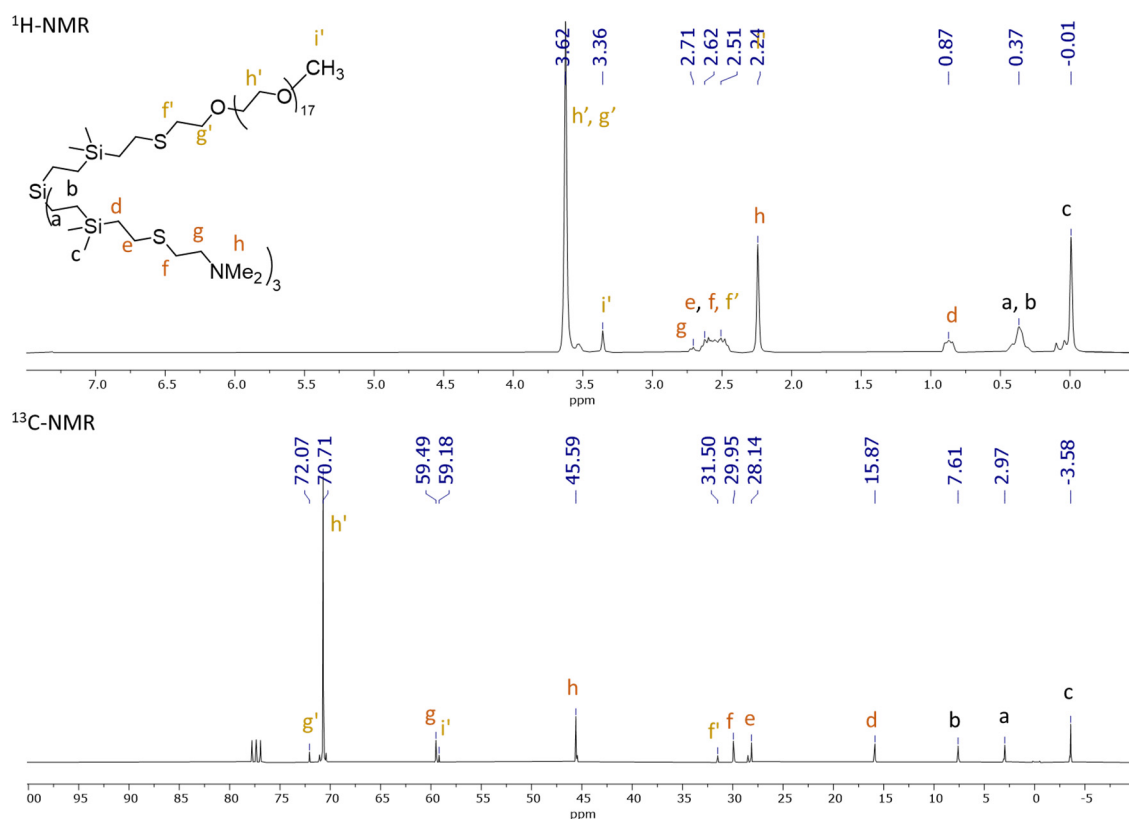 ¹H-NMR
3.62 3.36 2.71 2.62 2.51 2.24 0.87 0.37 -0.01
i'
h'
O
CH₃
17
f'
O
g'
S
h', g'
Si
b
Si
a
d
Si
S
g
c
e
h
f
NMe₂
3
h
c
e, f, f'
a, b
i'
g
d
7.0 6.5 6.0 5.5 5.0 4.5 4.0 3.5 3.0 2.5 2.0 1.5 1.0 0.5 0.0
ppm
¹³C-NMR
72.07 70.71 59.49 59.18 45.59 31.50 29.95 28.14 15.87 7.61 2.97 -3.58
h'
h
c
g'
g
i'
f'
f
e
d
b
a
00 85 80 75 70 65 60 55 50 45 40 35 30 25 20 15 10 5 0 -5
ppm